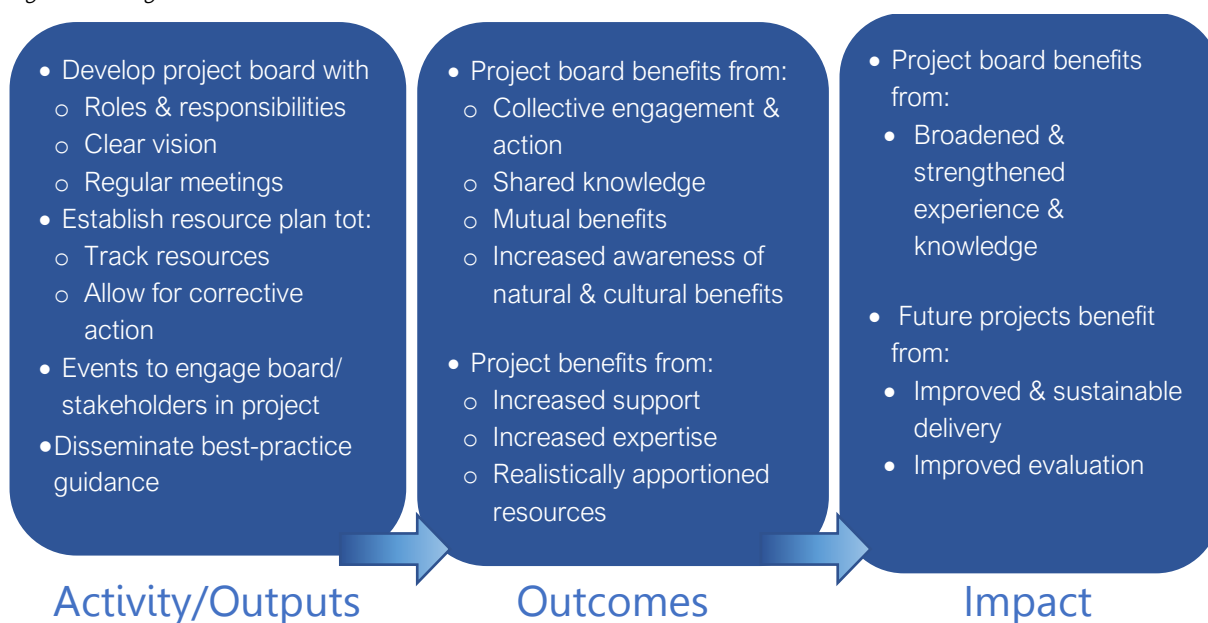 • Develop project board with
o Roles & responsibilities
o Clear vision
o Regular meetings
• Establish resource plan tot:
o Track resources
o Allow for corrective
action
• Events to engage board/
stakeholders in project
•Disseminate best-practice
guidance
• Project board benefits from:
o Collective engagement &
action
o Shared knowledge
o Mutual benefits
o Increased awareness of
natural & cultural benefits
• Project benefits from:
o Increased support
o Increased expertise
o Realistically apportioned
resources
• Project board benefits
from:
• Broadened &
strengthened
experience &
knowledge
• Future projects benefit
from:
• Improved & sustainable
delivery
• Improved evaluation
Activity/Outputs
Outcomes
Impact